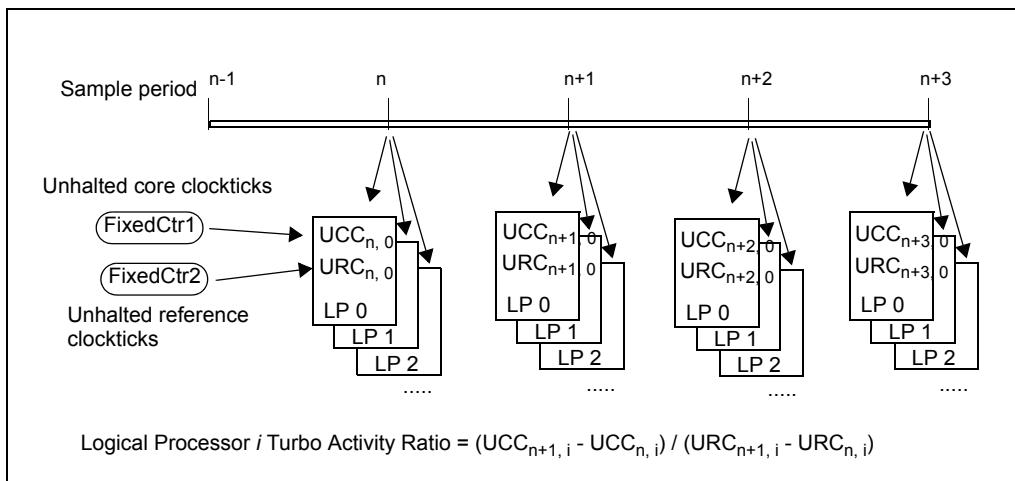 Sample period n-1 n n+1 n+2 n+3
Unhalted core clockticks
FixedCtr1
FixedCtr2
Unhalted reference
clockticks
UCCn, 0
URCn, 0
LP 0
LP 1
LP 2
.....
UCCn+1, 0
URCn+1, 0
LP 0
LP 1
LP 2
.....
UCCn+2, 0
URCn+2, 0
LP 0
LP 1
LP 2
.....
UCCn+3, 0
URCn+3, 0
LP 0
LP 1
LP 2
.....
Logical Processor i Turbo Activity Ratio = (UCCn+1, i - UCCn, i) / (URCn+1, i - URCn, i)